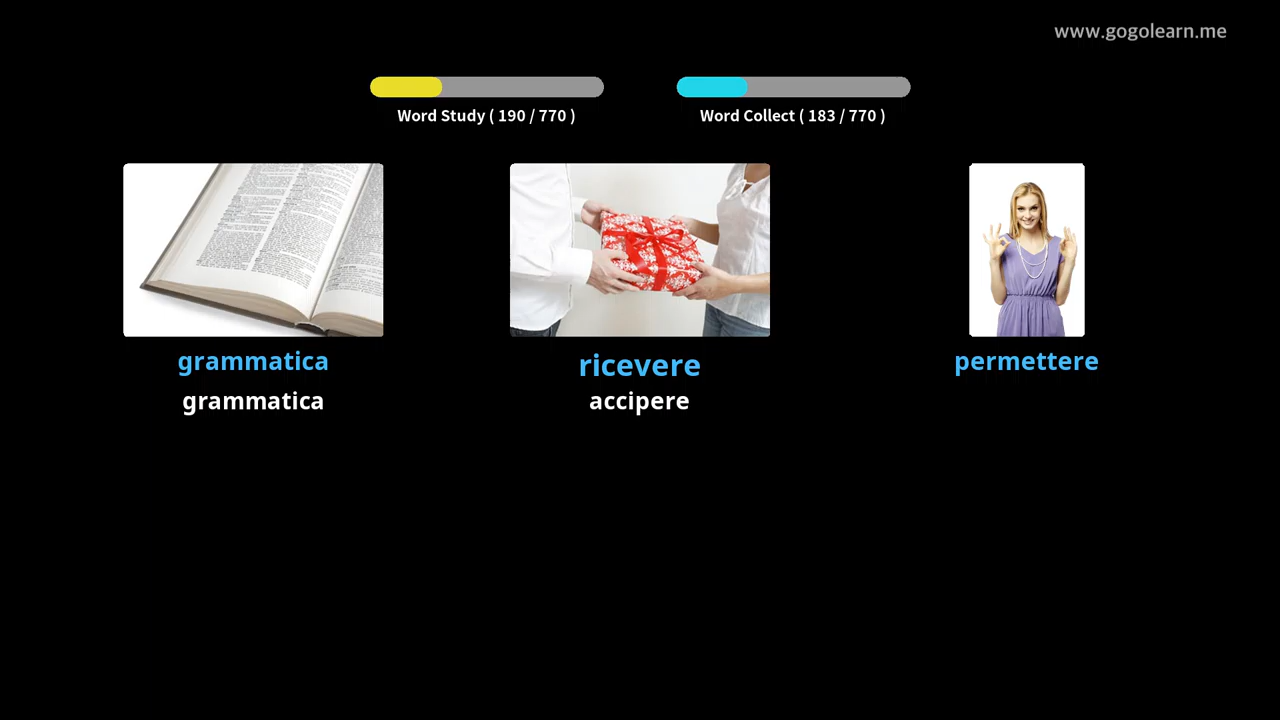 www.gogolearn.me
Word Study ( 190 / 770 )
Word Collect ( 183 / 770 )
grammatica
ricevere
permettere
grammatica
accipere